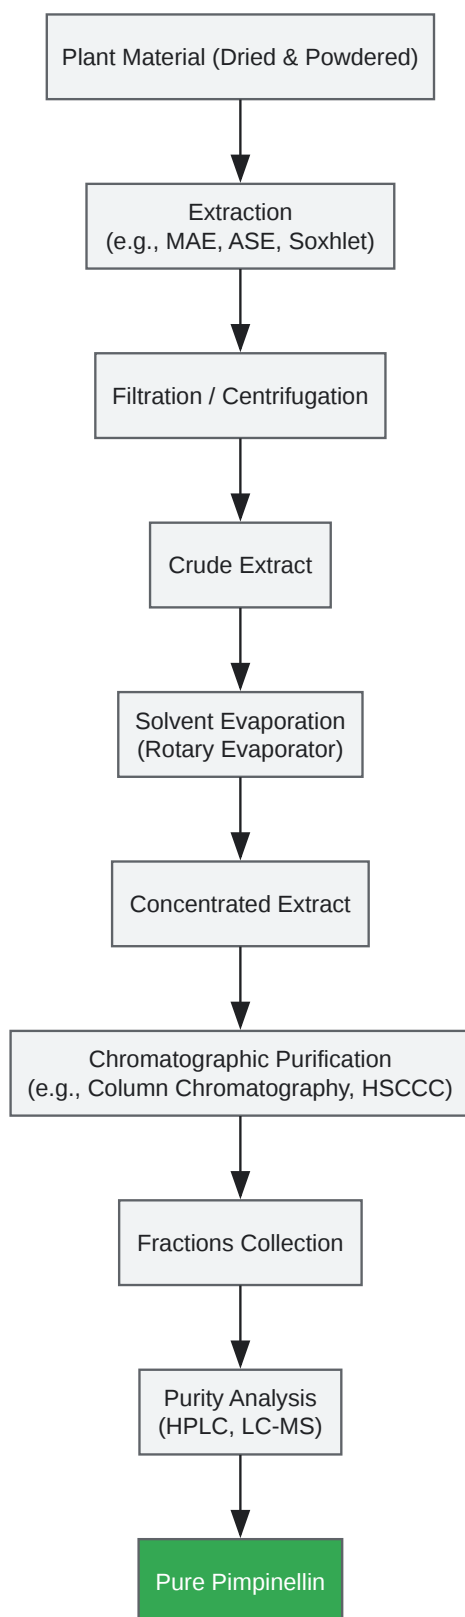 Plant Material (Dried & Powdered)
Extraction
(e.g., MAE, ASE, Soxhlet)
Filtration / Centrifugation
Crude Extract
Solvent Evaporation
(Rotary Evaporator)
Concentrated Extract
Chromatographic Purification
(e.g., Column Chromatography, HSCCC)
Fractions Collection
Purity Analysis
(HPLC, LC-MS)
Pure Pimpinellin